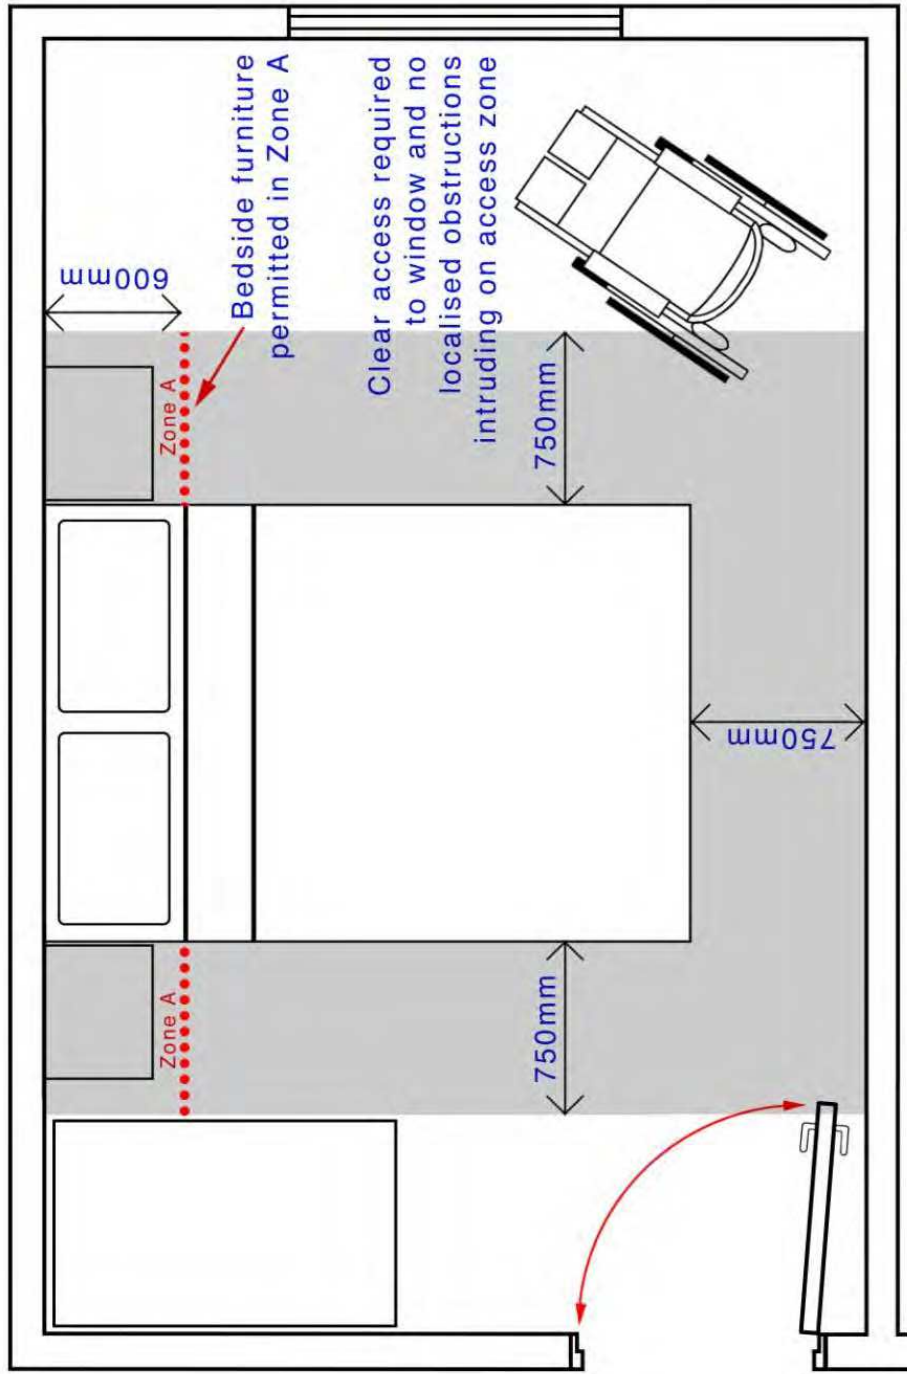 Bedside furniture
permitted in Zone A
Clear access required
to window and no
localised obstructions
intruding on access zone
600mm
Zone A
750mm
750mm
Zone A
750mm